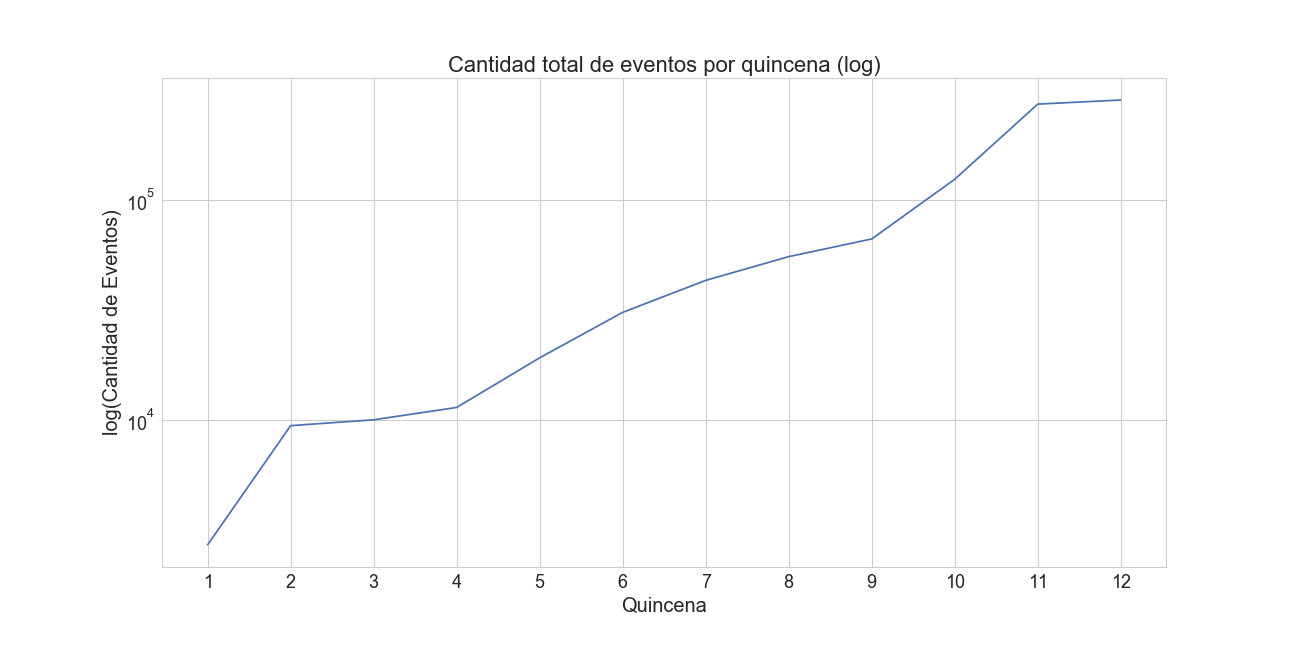 Cantidad total de eventos por quincena (log)
log(Cantidad de Eventos)
10^5
10^4
1 2 3 4 5 6 7 8 9 10 11 12
Quincena